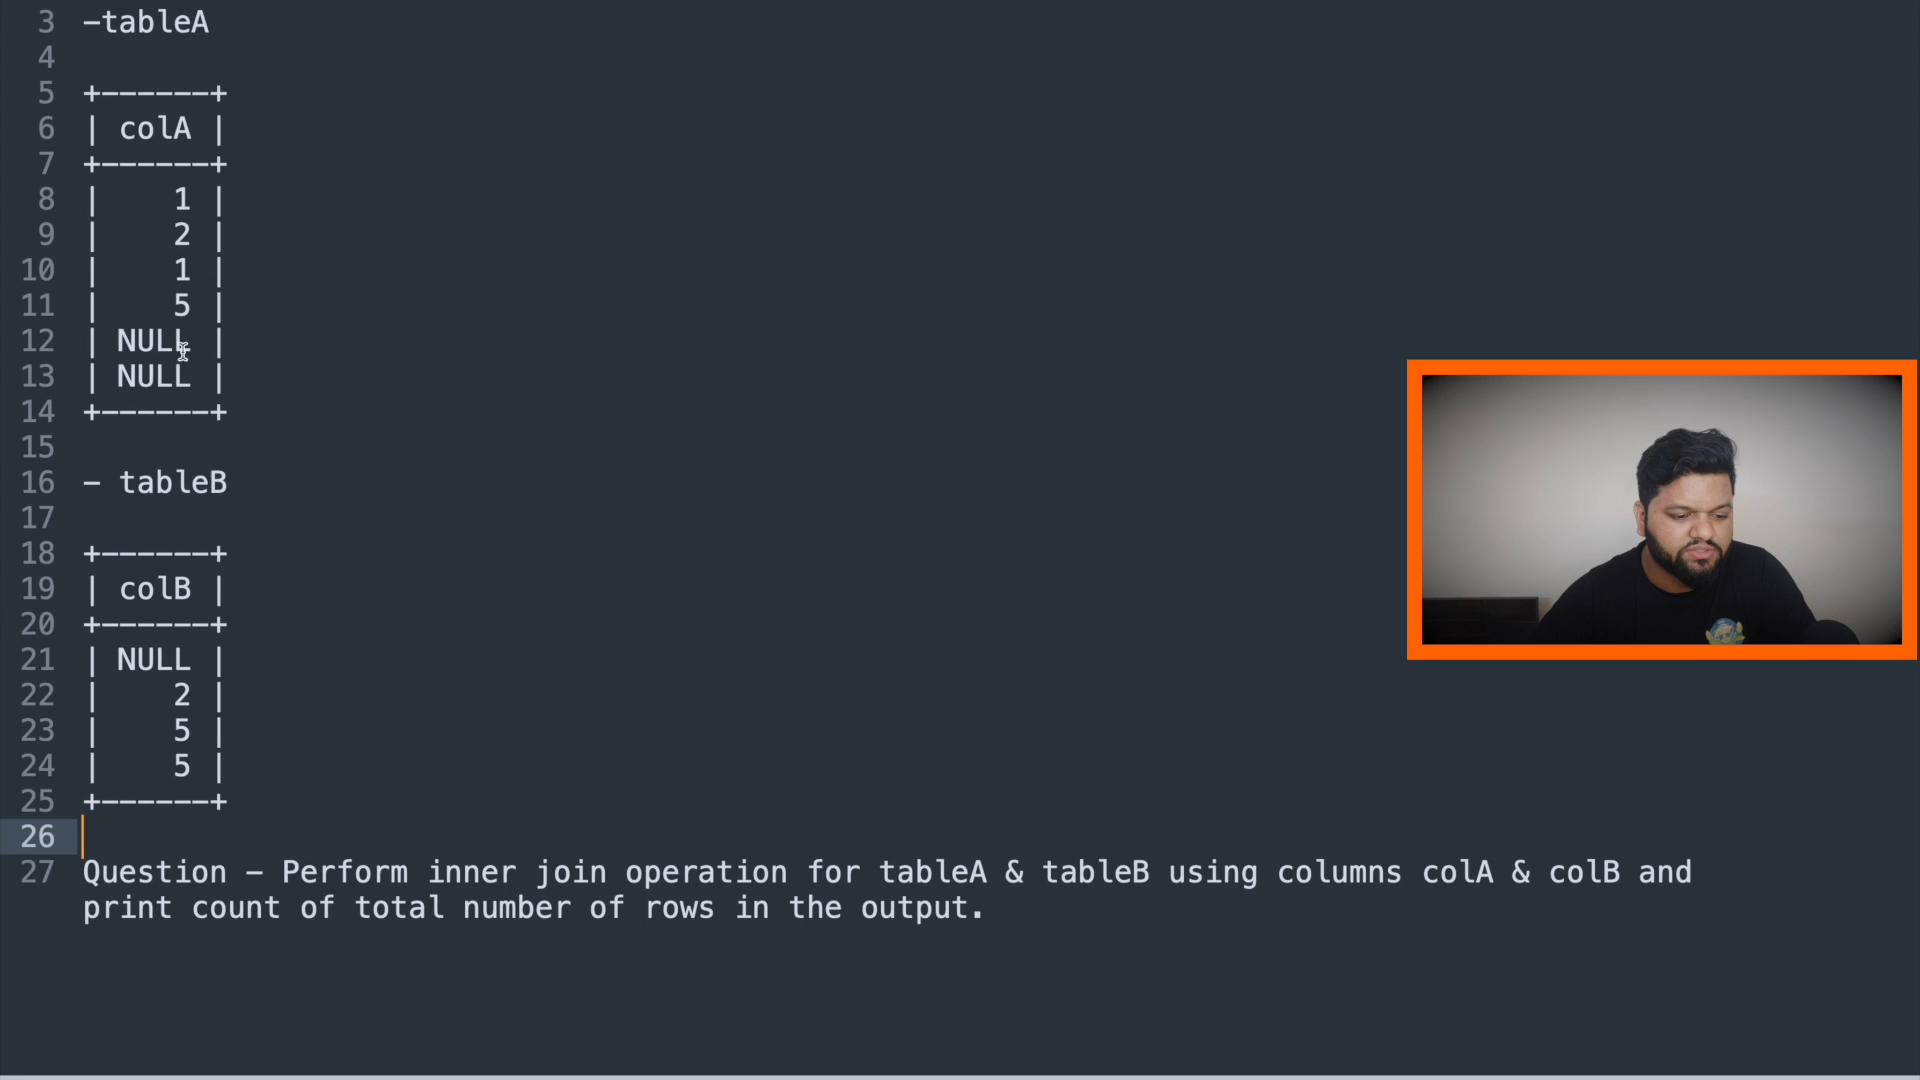 3 -tableA
4
5 +------+
6 | colA |
7 +------+
8 |    1 |
9 |    2 |
10 |    1 |
11 |    5 |
12 | NULL |
13 | NULL |
14 +------+
15
16 - tableB
17
18 +------+
19 | colB |
20 +------+
21 | NULL |
22 |    2 |
23 |    5 |
24 |    5 |
25 +------+
26
27 Question - Perform inner join operation for tableA & tableB using columns colA & colB and
print count of total number of rows in the output.